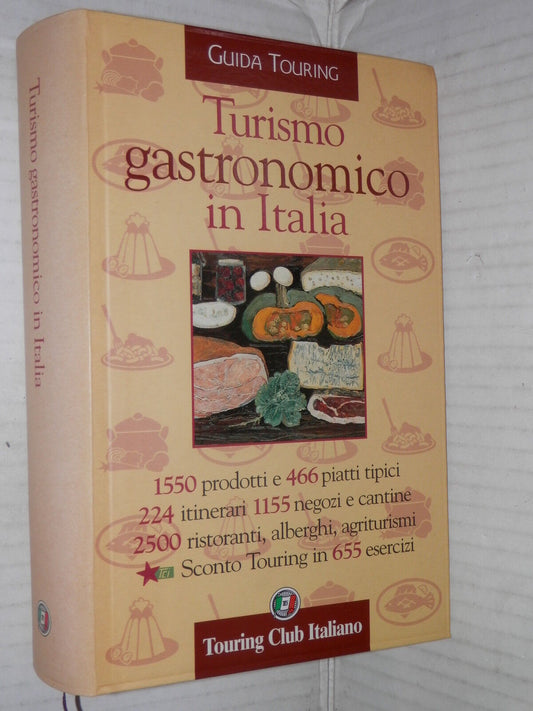 GUIDA TOURING
Turismo
gastronomico
in Italia
1550 prodotti e 466 piatti tipici
224 itinerari 1155 negozi e cantine
2500 ristoranti, alberghi, agriturismi
TCI Sconto Touring in 655 esercizi
Touring Club Italiano
Turismo gastronomico in Italia